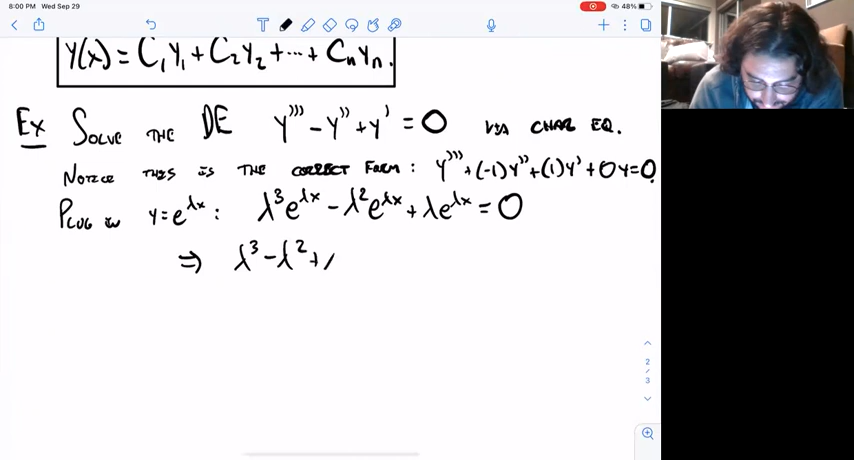 8:00 PM Wed Sep 29
48%
Y(x) = C₁Y₁ + C₂Y₂ + ··· + CₙYₙ.
Ex SOLVE THE DE y''' - y'' + y' = 0 VIA CHAR EQ.
NOTICE THIS IS THE CORRECT FORM: y''' + (-1)y'' + (1)y' + 0y = 0.
PLUG IN y = e^{λx}: λ³e^{λx} - λ²e^{λx} + λe^{λx} = 0
⇒ λ³ - λ² +
2
/
3